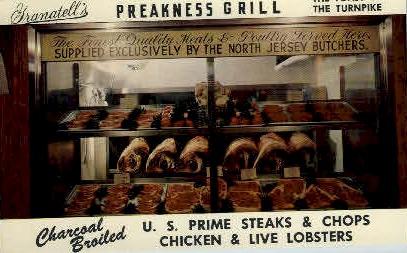 Granatell's
PREAKNESS GRILL
THE TURNPIKE
The Finest Quality Meats & Poultry Served Here,
SUPPLIED EXCLUSIVELY BY THE NORTH JERSEY BUTCHERS.
Charcoal
Broiled
U. S. PRIME STEAKS & CHOPS
CHICKEN & LIVE LOBSTERS